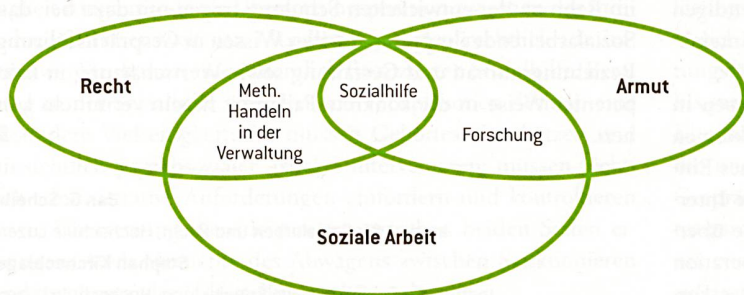 Recht
Meth.
Handeln
in der
Verwaltung
Sozialhilfe
Forschung
Armut
Soziale Arbeit